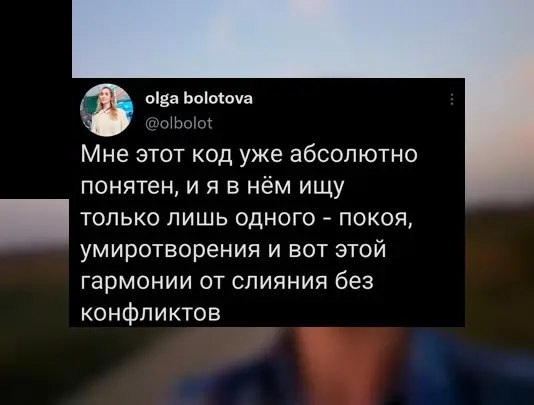 olga bolotova
@olbolot
Мне этот код уже абсолютно
понятен, и я в нём ищу
только лишь одного - покоя,
умиротворения и вот этой
гармонии от слияния без
конфликтов